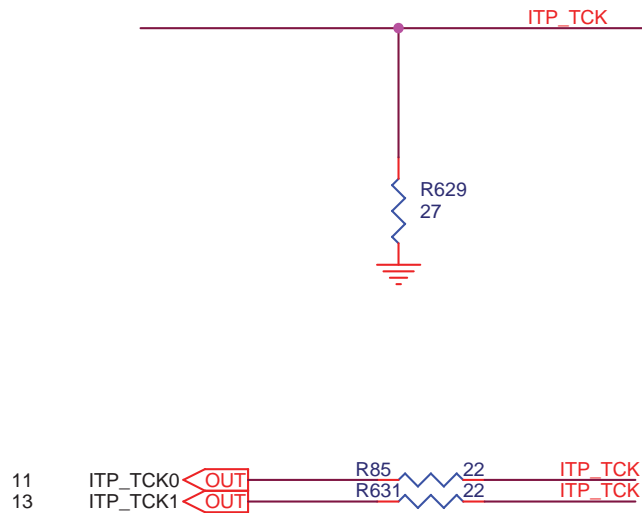 ITP_TCK
R629
27
11 ITP_TCK0 OUT R85 22 ITP_TCK
13 ITP_TCK1 OUT R631 22 ITP_TCK